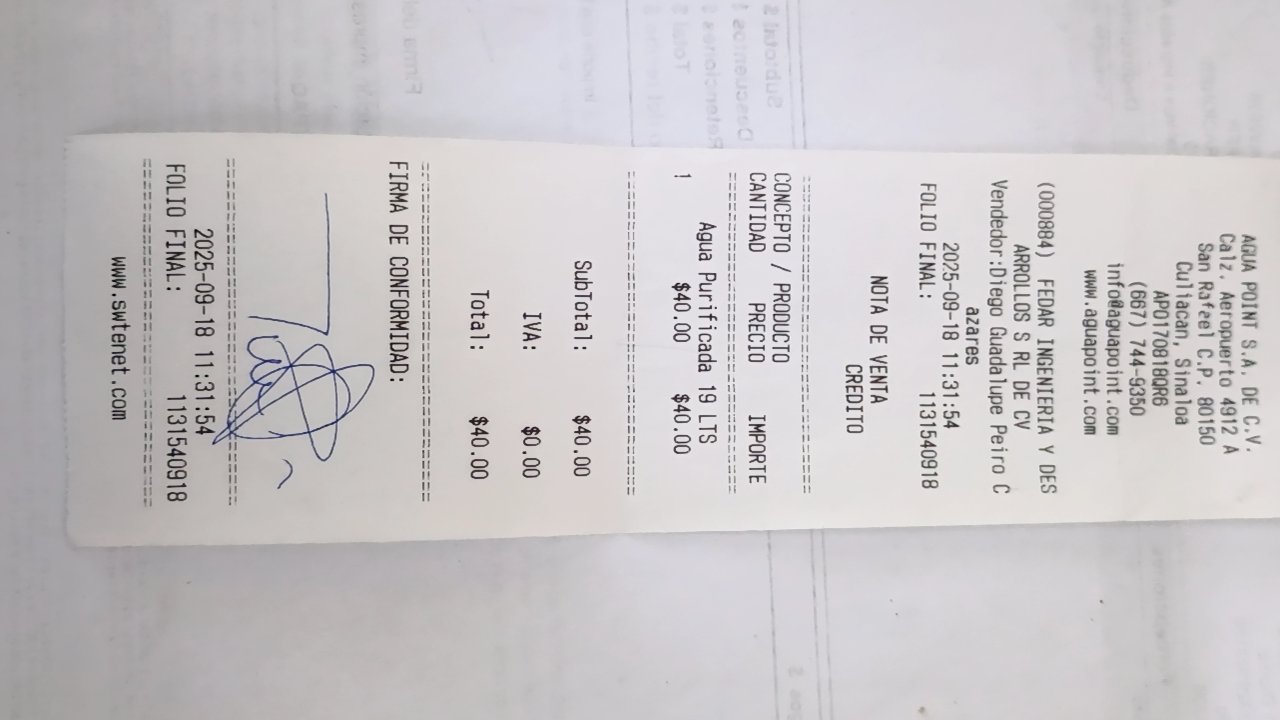 AGUA POINT S.A. DE C.V.
Calz. Aeropuerto 4912 A
San Rafael C.P. 80150
Culiacan, Sinaloa
APO170818QR6
(667) 744-9350
info@aguapoint.com
www.aguapoint.com
(000884) FEDAR INGENIERIA Y DES
ARROLLOS S RL DE CV
Vendedor:Diego Guadalupe Peiro C
azares
2025-09-18 11:31:54
FOLIO FINAL: 1131540918
NOTA DE VENTA
CREDITO
CONCEPTO / PRODUCTO
CANTIDAD PRECIO IMPORTE
Agua Purificada 19 LTS
1 $40.00 $40.00
SubTotal: $40.00
IVA: $0.00
Total: $40.00
FIRMA DE CONFORMIDAD:
2025-09-18 11:31:54
FOLIO FINAL: 1131540918
www.swtenet.com